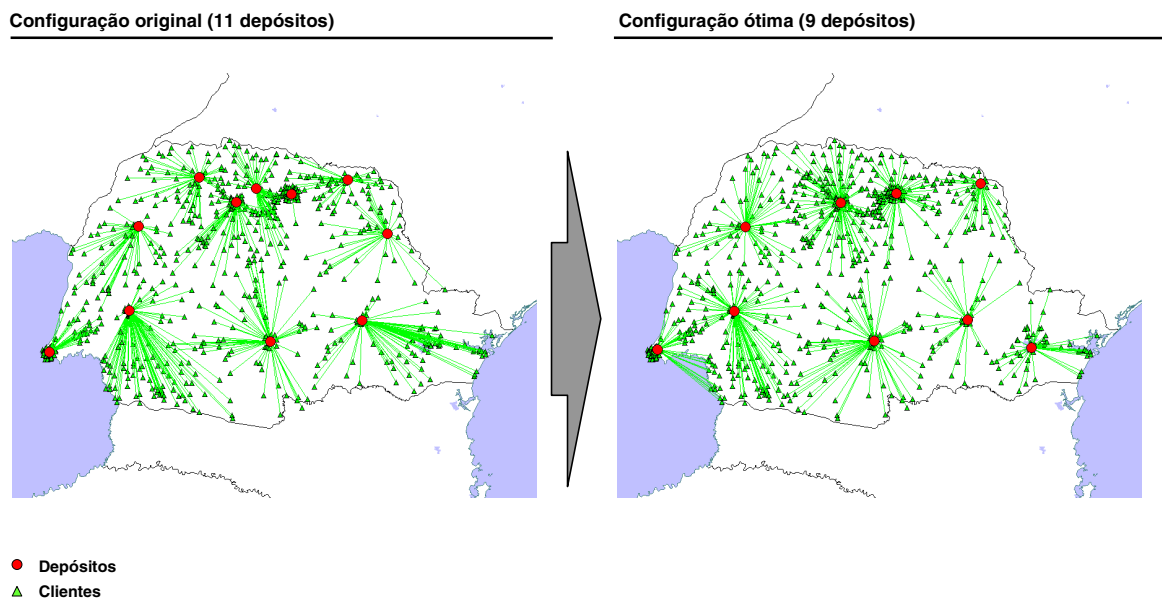 Configuração original (11 depósitos)
Configuração ótima (9 depósitos)
Depósitos
Clientes